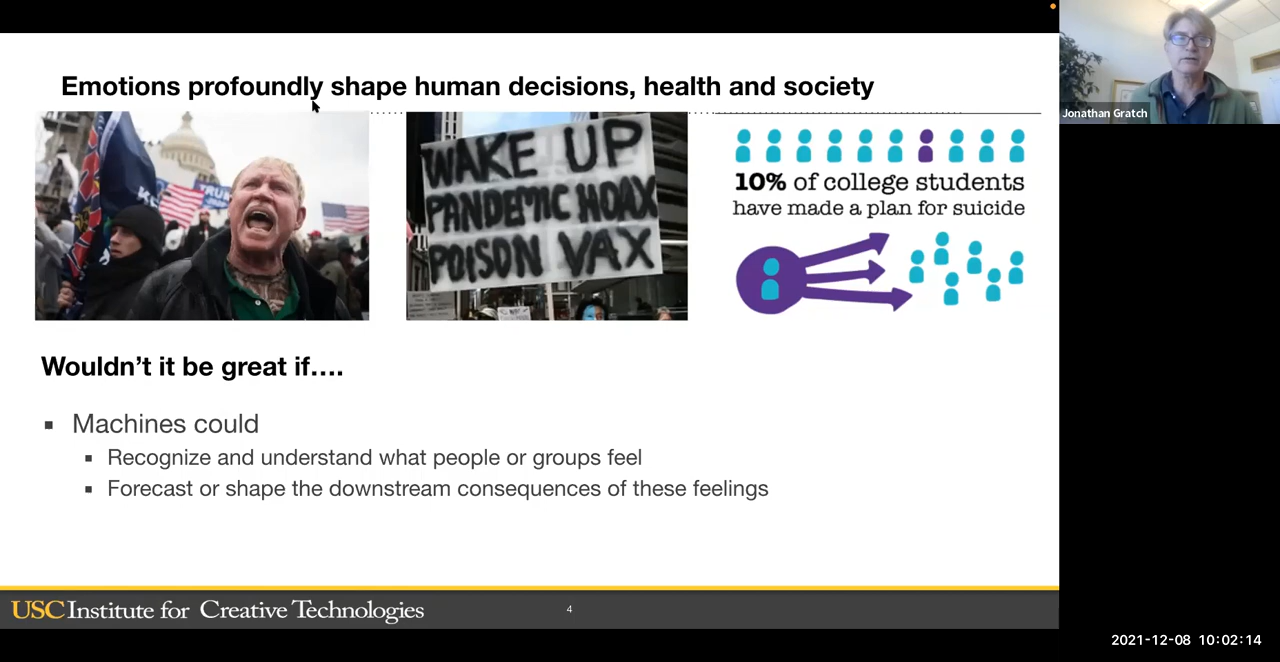 Emotions profoundly shape human decisions, health and society
WAKE UP
PANDEMIC HOAX
POISON VAX
10% of college students
have made a plan for suicide
Wouldn't it be great if….
▪ Machines could
▪ Recognize and understand what people or groups feel
▪ Forecast or shape the downstream consequences of these feelings
USC Institute for Creative Technologies
4
Jonathan Gratch
2021-12-08 10:02:14